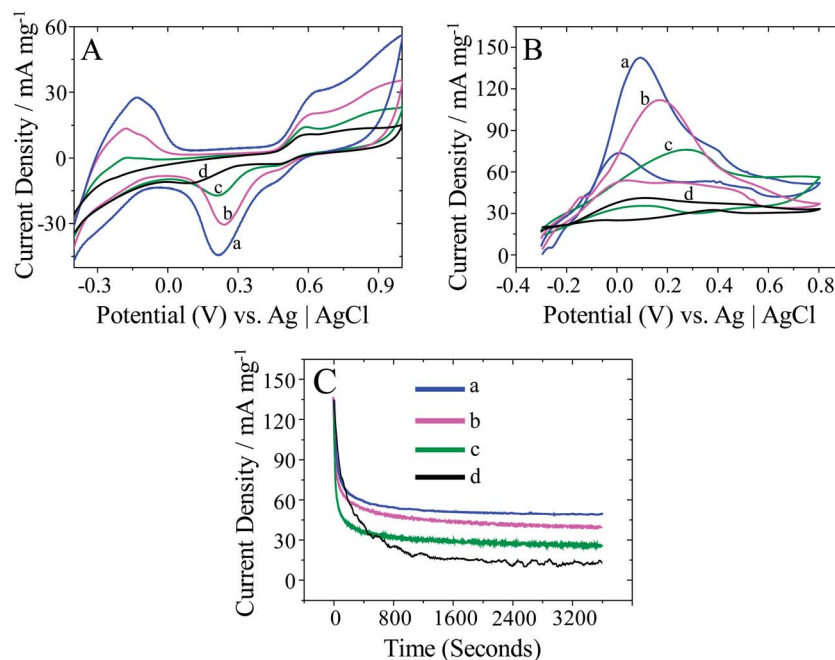 A
Current Density / mA mg⁻¹
60
30
0
-30
d
c
b
a
-0.3 0.0 0.3 0.6 0.9
Potential (V) vs. Ag | AgCl
B
Current Density / mA mg⁻¹
150
120
90
60
30
0
a
b
c
d
-0.4 -0.2 0.0 0.2 0.4 0.6 0.8
Potential (V) vs. Ag | AgCl
C
Current Density / mA mg⁻¹
150
120
90
60
30
0
a
b
c
d
0 800 1600 2400 3200
Time (Seconds)